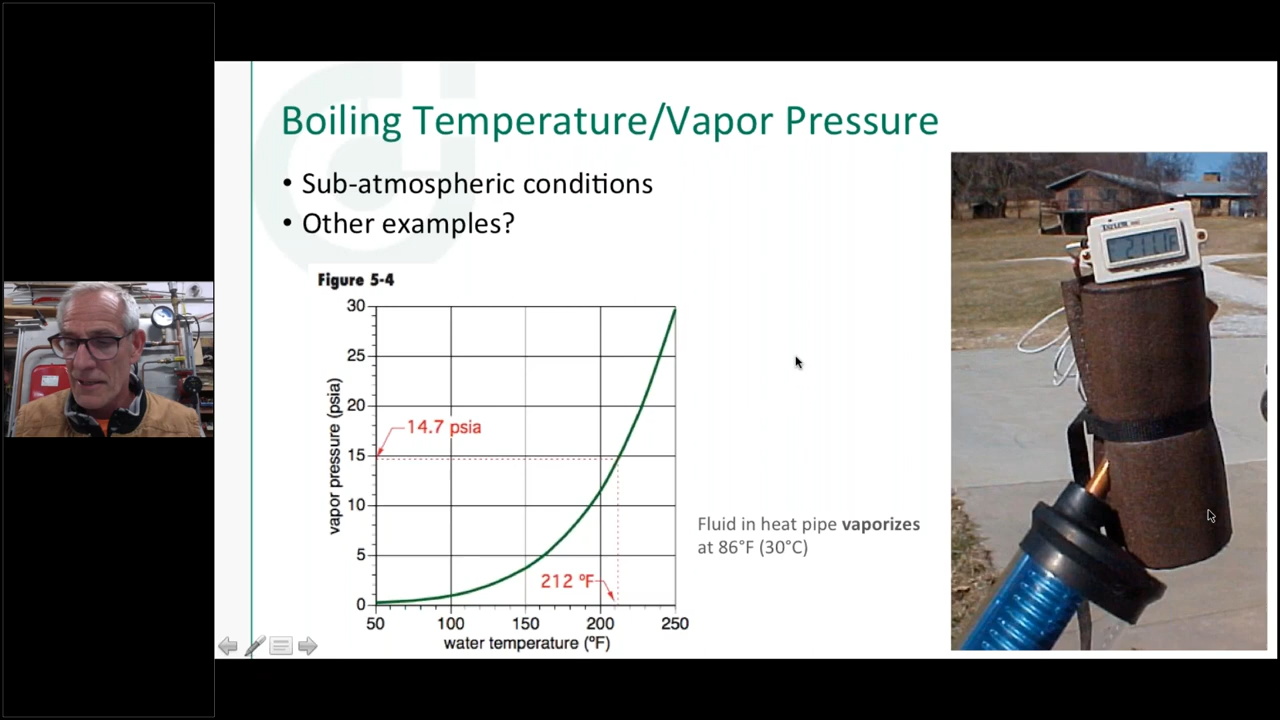 Boiling Temperature/Vapor Pressure
• Sub-atmospheric conditions
• Other examples?
Figure 5-4
30
25
20
15
10
5
0
vapor pressure (psia)
14.7 psia
212 ºF
50 100 150 200 250
water temperature (ºF)
Fluid in heat pipe vaporizes
at 86°F (30°C)